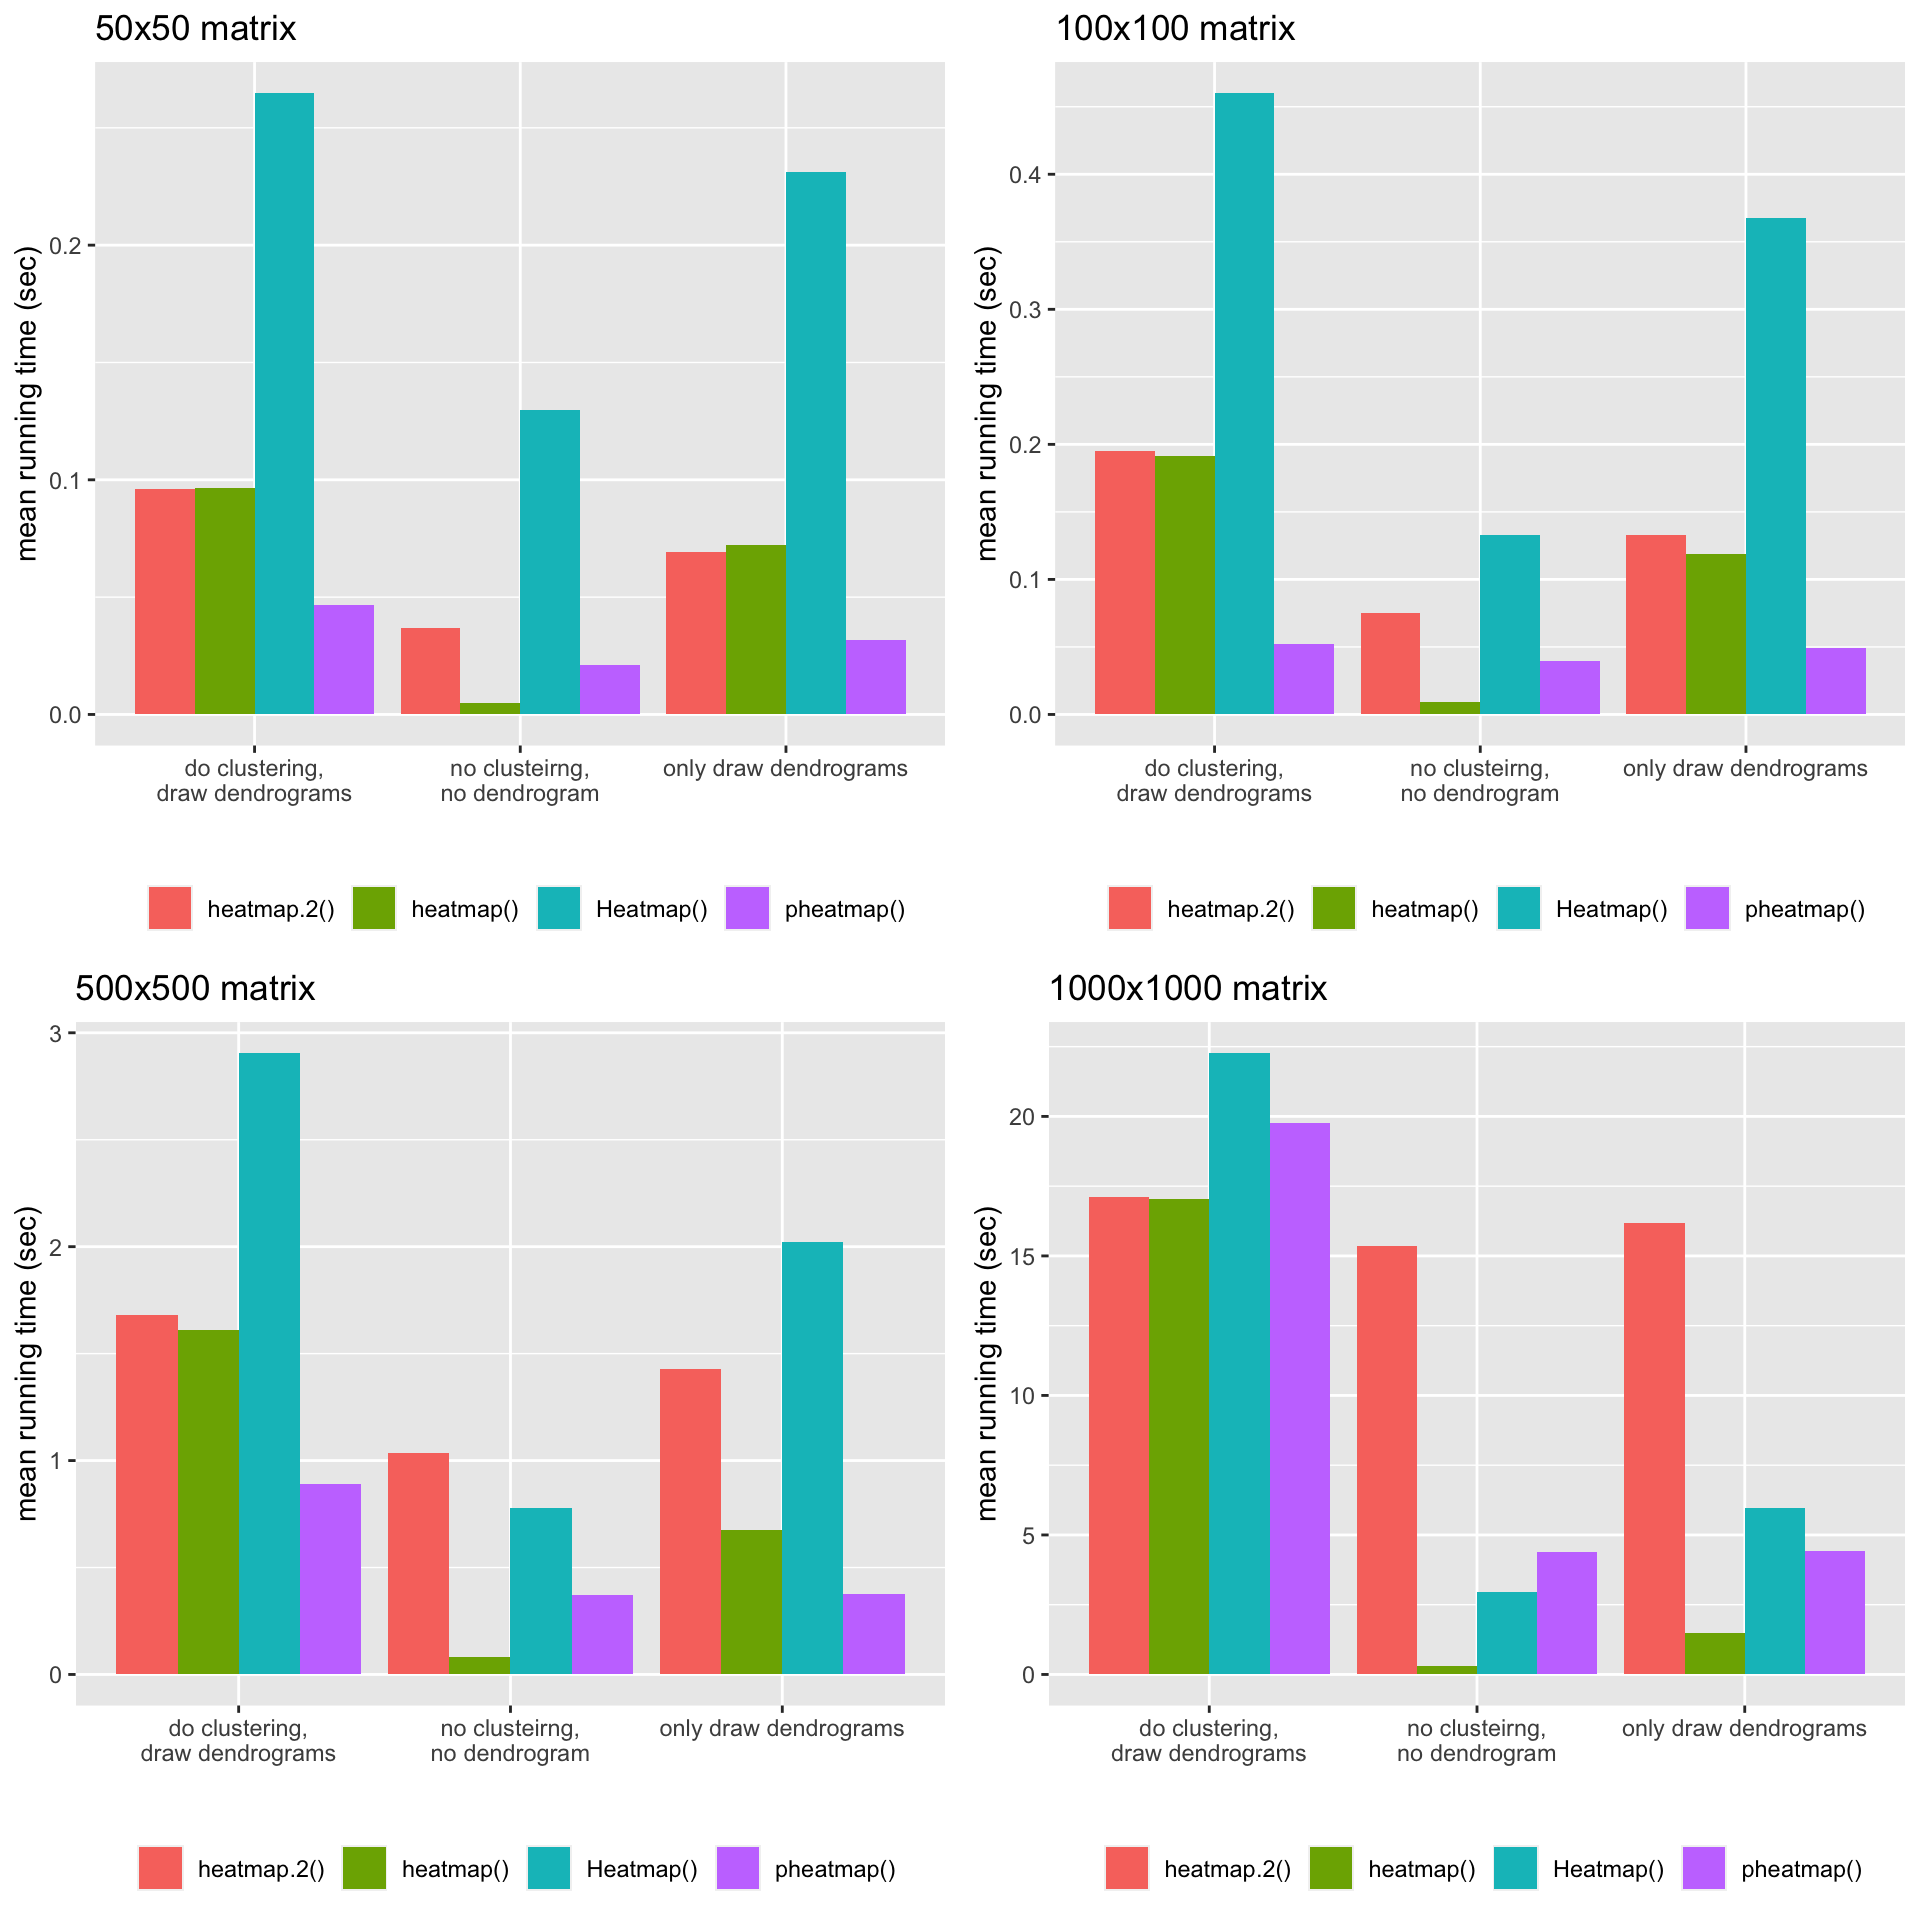 50x50 matrix
mean running time (sec)
0.2
0.1
0.0
do clustering,
draw dendrograms
no clusteirng,
no dendrogram
only draw dendrograms
heatmap.2() heatmap() Heatmap() pheatmap()
100x100 matrix
mean running time (sec)
0.4
0.3
0.2
0.1
0.0
do clustering,
draw dendrograms
no clusteirng,
no dendrogram
only draw dendrograms
heatmap.2() heatmap() Heatmap() pheatmap()
500x500 matrix
mean running time (sec)
3
2
1
0
do clustering,
draw dendrograms
no clusteirng,
no dendrogram
only draw dendrograms
heatmap.2() heatmap() Heatmap() pheatmap()
1000x1000 matrix
mean running time (sec)
20
15
10
5
0
do clustering,
draw dendrograms
no clusteirng,
no dendrogram
only draw dendrograms
heatmap.2() heatmap() Heatmap() pheatmap()